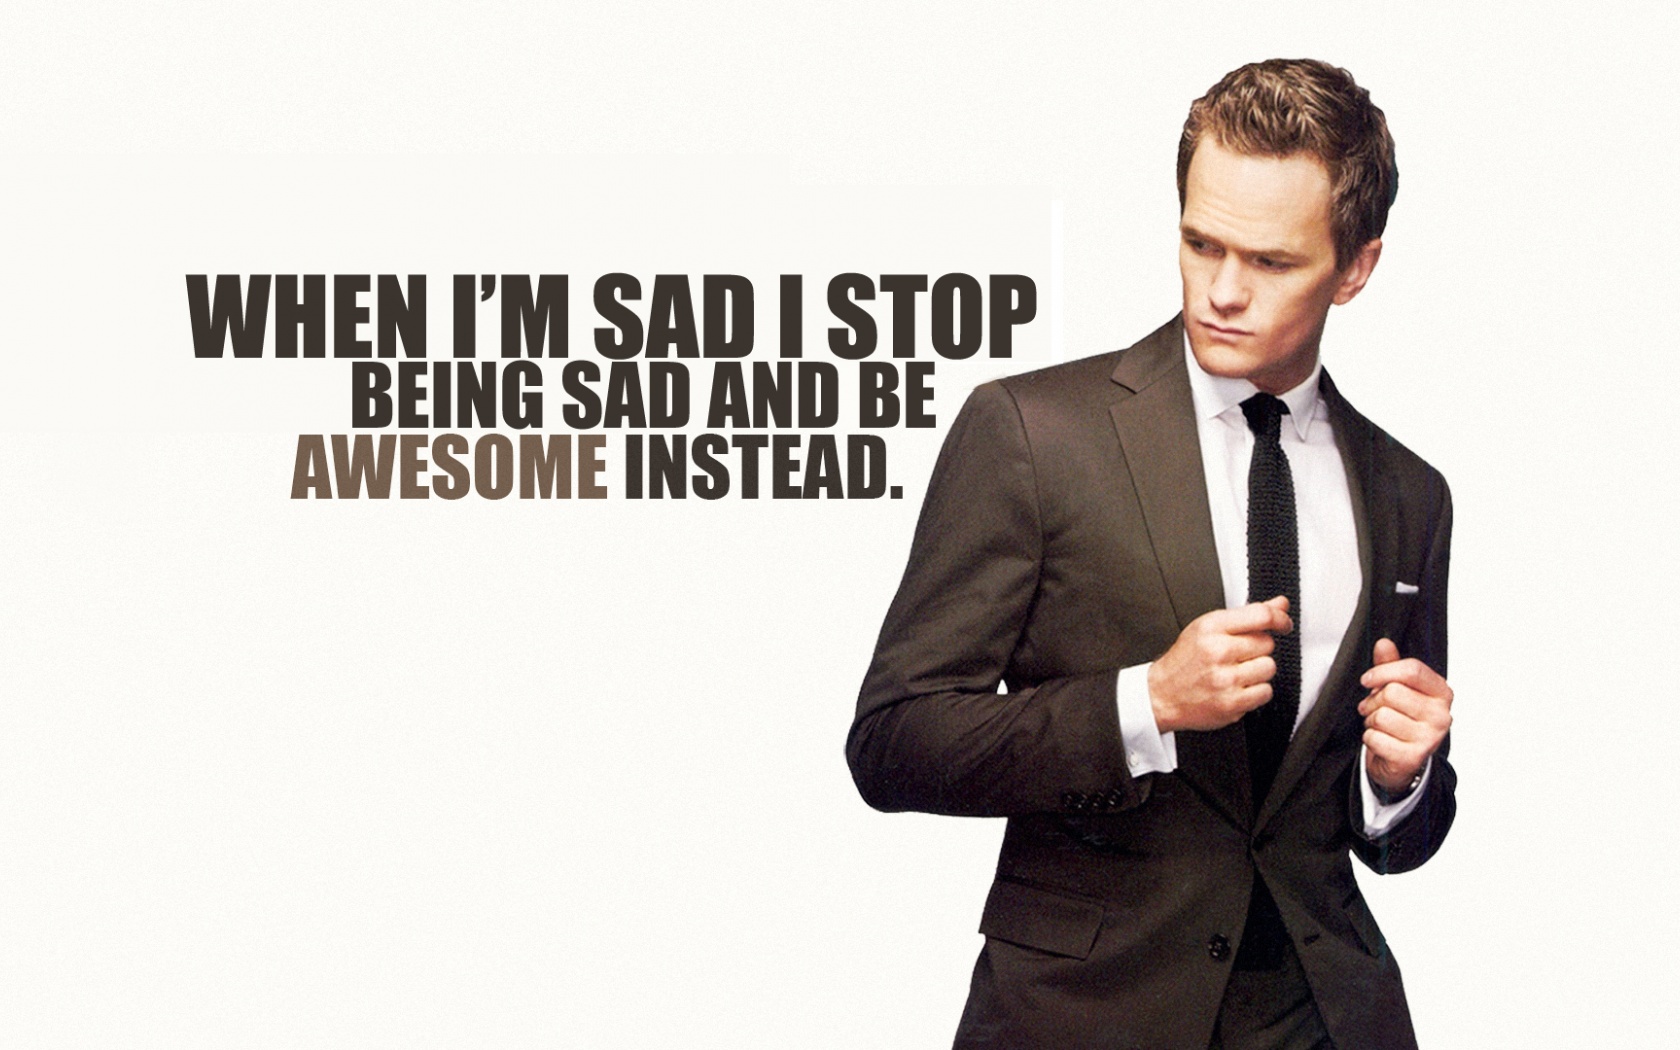 WHEN I’M SAD I STOP
BEING SAD AND BE
AWESOME INSTEAD.